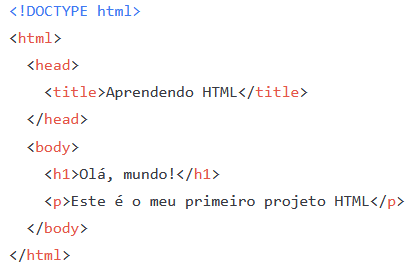 <!DOCTYPE html>
<html>
  <head>
    <title>Aprendendo HTML</title>
  </head>
  <body>
    <h1>Olá, mundo!</h1>
    <p>Este é o meu primeiro projeto HTML</p>
  </body>
</html>